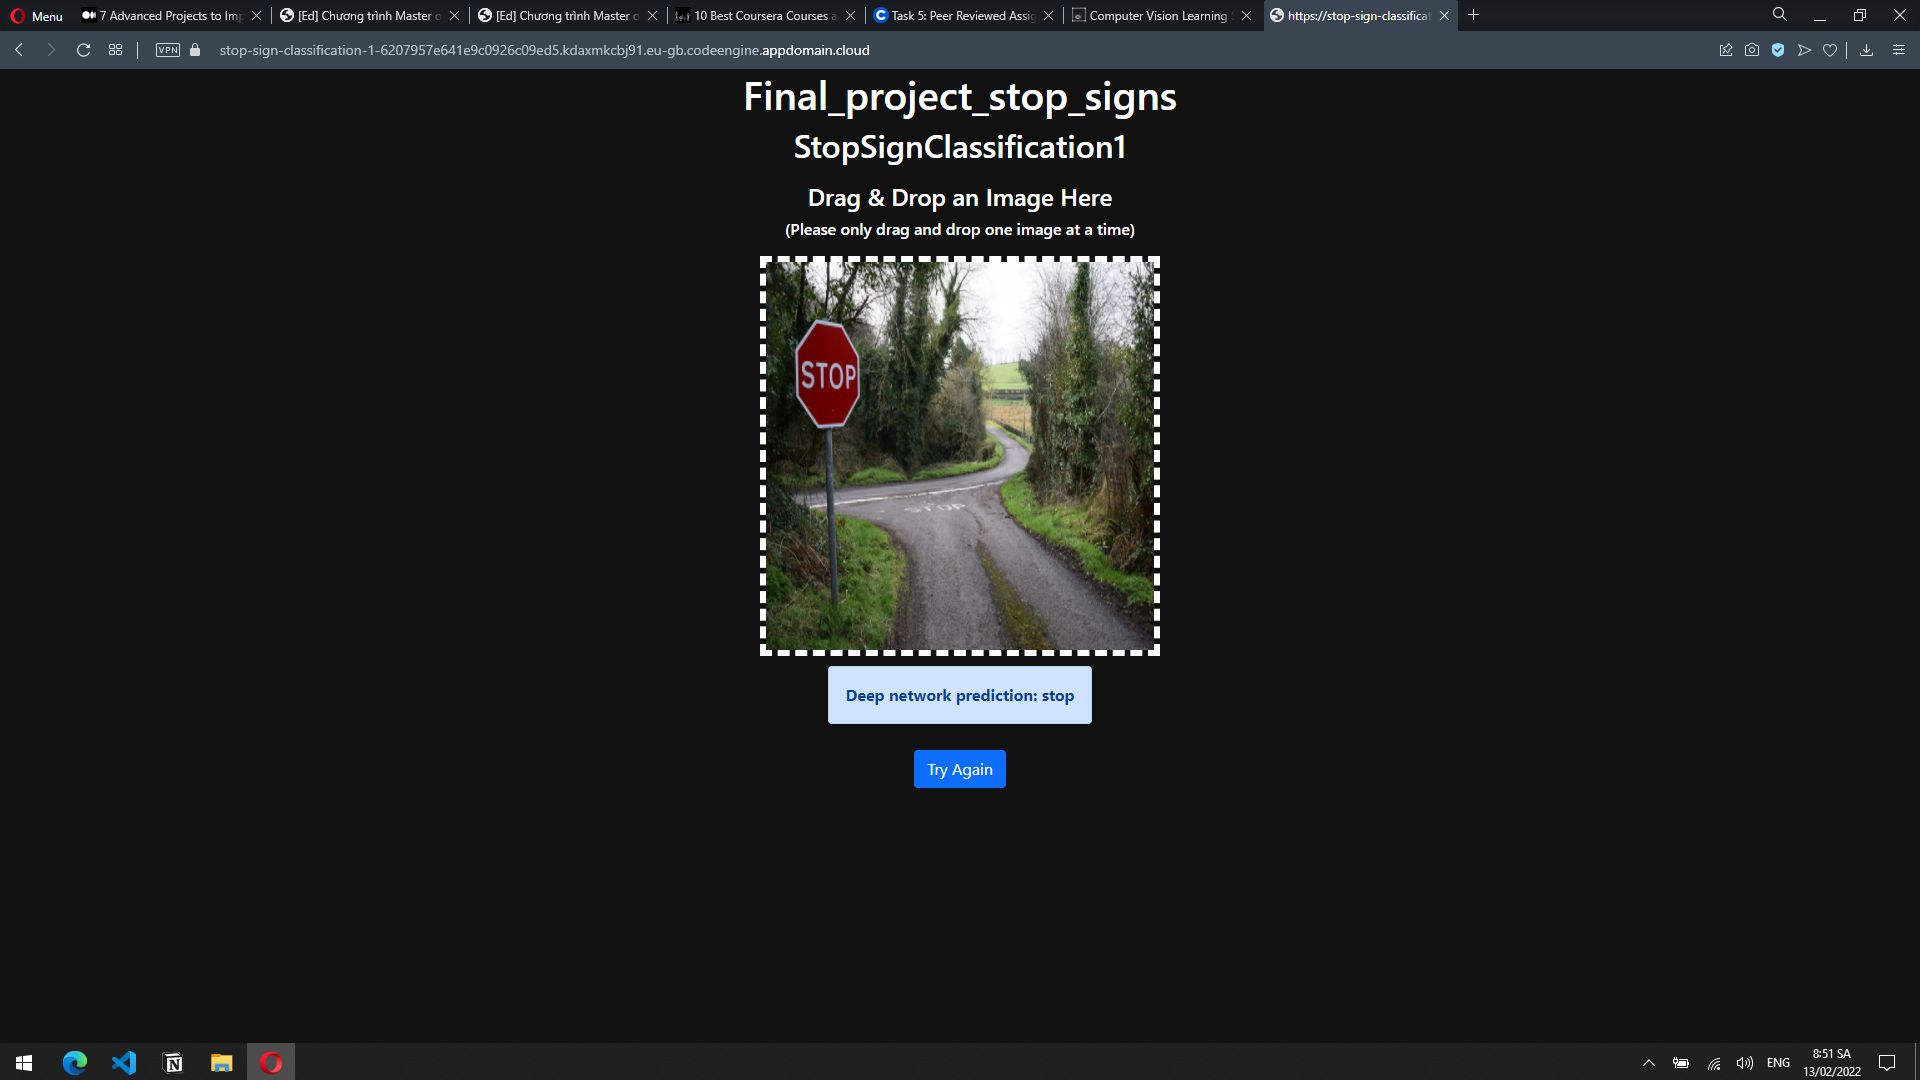 Menu
7 Advanced Projects to Imp
[Ed] Chương trình Master o
[Ed] Chương trình Master o
10 Best Coursera Courses a
Task 5: Peer Reviewed Assig
Computer Vision Learning S
https://stop-sign-classificat
VPN
stop-sign-classification-1-6207957e641e9c0926c09ed5.kdaxmkcbj91.eu-gb.codeengine.appdomain.cloud
Final_project_stop_signs
StopSignClassification1
Drag & Drop an Image Here
(Please only drag and drop one image at a time)
STOP
STOP
Deep network prediction: stop
Try Again
ENG
8:51 SA
13/02/2022